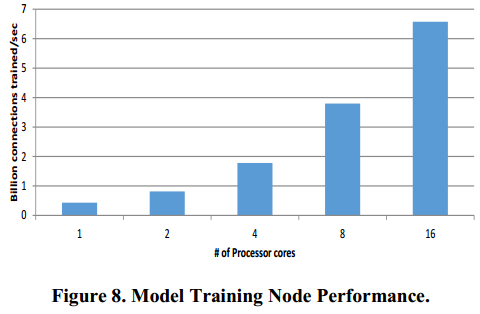 7
6
5
4
3
2
1
0
Billion connections trained/sec
1 2 4 8 16
# of Processor cores
Figure 8. Model Training Node Performance.